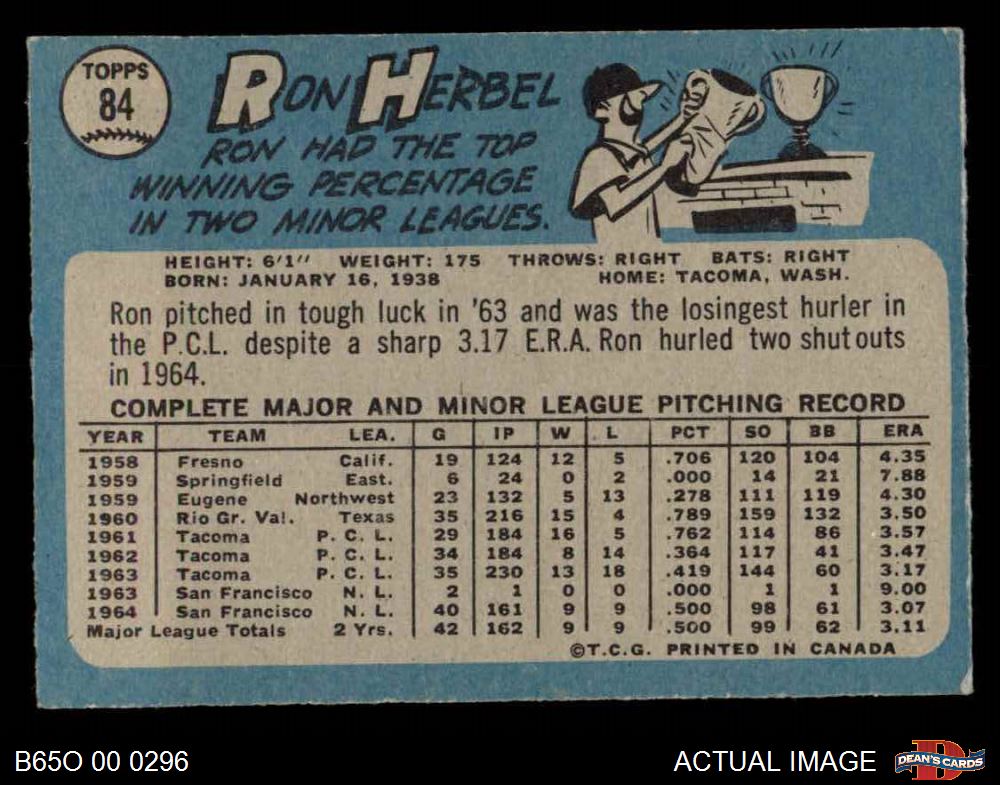 TOPPS
84
RON HERBEL
RON HAD THE TOP
WINNING PERCENTAGE
IN TWO MINOR LEAGUES.
HEIGHT: 6'1" WEIGHT: 175 THROWS: RIGHT BATS: RIGHT
BORN: JANUARY 16, 1938 HOME: TACOMA, WASH.
Ron pitched in tough luck in '63 and was the losingest hurler in
the P.C.L. despite a sharp 3.17 E.R.A. Ron hurled two shutouts
in 1964.
COMPLETE MAJOR AND MINOR LEAGUE PITCHING RECORD
YEAR TEAM LEA. G IP W L PCT SO BB ERA
1958 Fresno Calif. 19 124 12 5 .706 120 104 4.35
1959 Springfield East. 6 24 0 2 .000 14 21 7.88
1959 Eugene Northwest 23 132 5 13 .278 111 119 4.30
1960 Rio Gr. Val. Texas 35 216 15 4 .789 159 132 3.50
1961 Tacoma P. C. L. 29 184 16 5 .762 114 86 3.57
1962 Tacoma P. C. L. 34 184 8 14 .364 117 41 3.47
1963 Tacoma P. C. L. 35 230 13 18 .419 144 60 3.17
1963 San Francisco N. L. 2 1 0 0 .000 1 1 9.00
1964 San Francisco N. L. 40 161 9 9 .500 98 61 3.07
Major League Totals 2 Yrs. 42 162 9 9 .500 99 62 3.11
©T.C.G. PRINTED IN CANADA
B65O 00 0296
ACTUAL IMAGE
DEAN'S CARDS